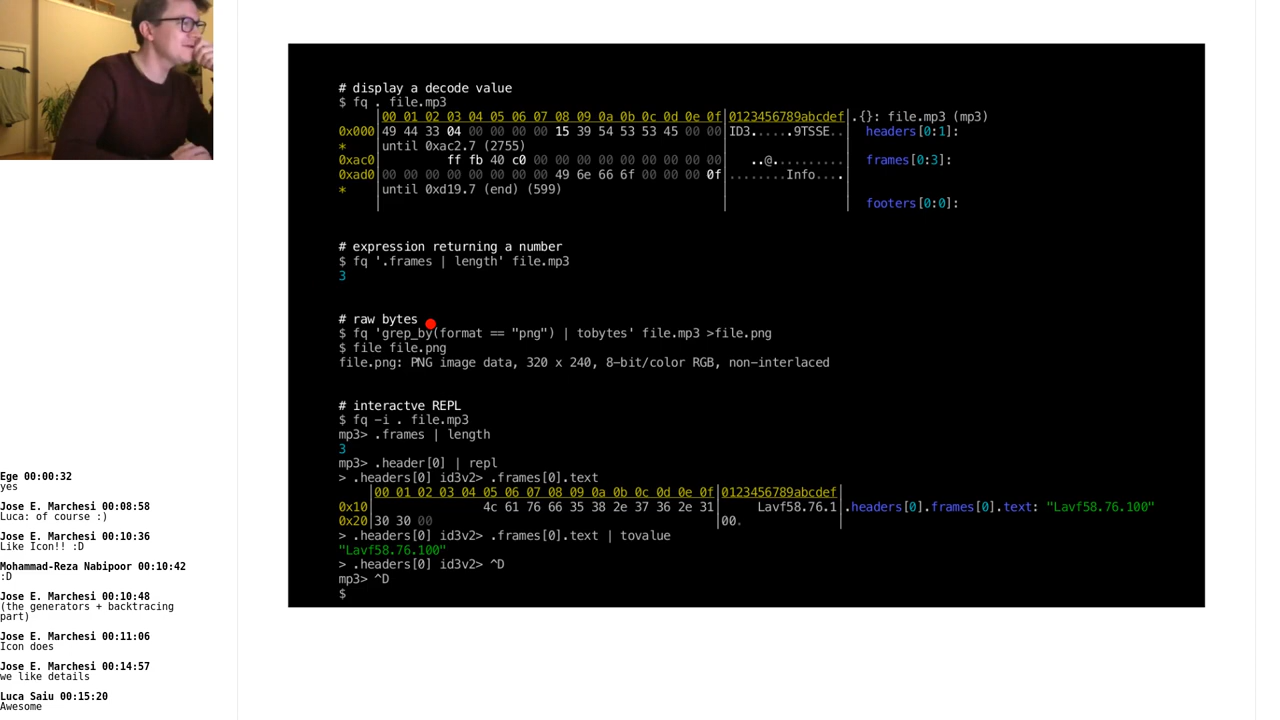 # display a decode value
$ fq . file.mp3
00 01 02 03 04 05 06 07 08 09 0a 0b 0c 0d 0e 0f|0123456789abcdef|.{}: file.mp3 (mp3)
0x000|49 44 33 04 00 00 00 00 15 39 54 53 53 45 00 00|ID3.....9TSSE..| headers[0:1]:
* |until 0xac2.7 (2755)
0xac0| ff fb 40 c0 00 00 00 00 00 00 00 00 00 00| ..@..........| frames[0:3]:
0xad0|00 00 00 00 00 00 00 00 49 6e 66 6f 00 00 00 0f|........Info....|
* |until 0xd19.7 (end) (599)
| | | footers[0:0]:
# expression returning a number
$ fq '.frames | length' file.mp3
3
# raw bytes
$ fq 'grep_by(format == "png") | tobytes' file.mp3 >file.png
$ file file.png
file.png: PNG image data, 320 x 240, 8-bit/color RGB, non-interlaced
# interactve REPL
$ fq -i . file.mp3
mp3> .frames | length
3
mp3> .header[0] | repl
> .headers[0] id3v2> .frames[0].text
|00 01 02 03 04 05 06 07 08 09 0a 0b 0c 0d 0e 0f|0123456789abcdef|
0x10| 4c 61 76 66 35 38 2e 37 36 2e 31| Lavf58.76.1|.headers[0].frames[0].text: "Lavf58.76.100"
0x20|30 30 00 |00. |
> .headers[0] id3v2> .frames[0].text | tovalue
"Lavf58.76.100"
> .headers[0] id3v2> ^D
mp3> ^D
$
Ege 00:00:32
yes
Jose E. Marchesi 00:08:58
Luca: of course :)
Jose E. Marchesi 00:10:36
Like Icon!! :D
Mohammad-Reza Nabipoor 00:10:42
:D
Jose E. Marchesi 00:10:48
(the generators + backtracing
part)
Jose E. Marchesi 00:11:06
Icon does
Jose E. Marchesi 00:14:57
we like details
Luca Saiu 00:15:20
Awesome